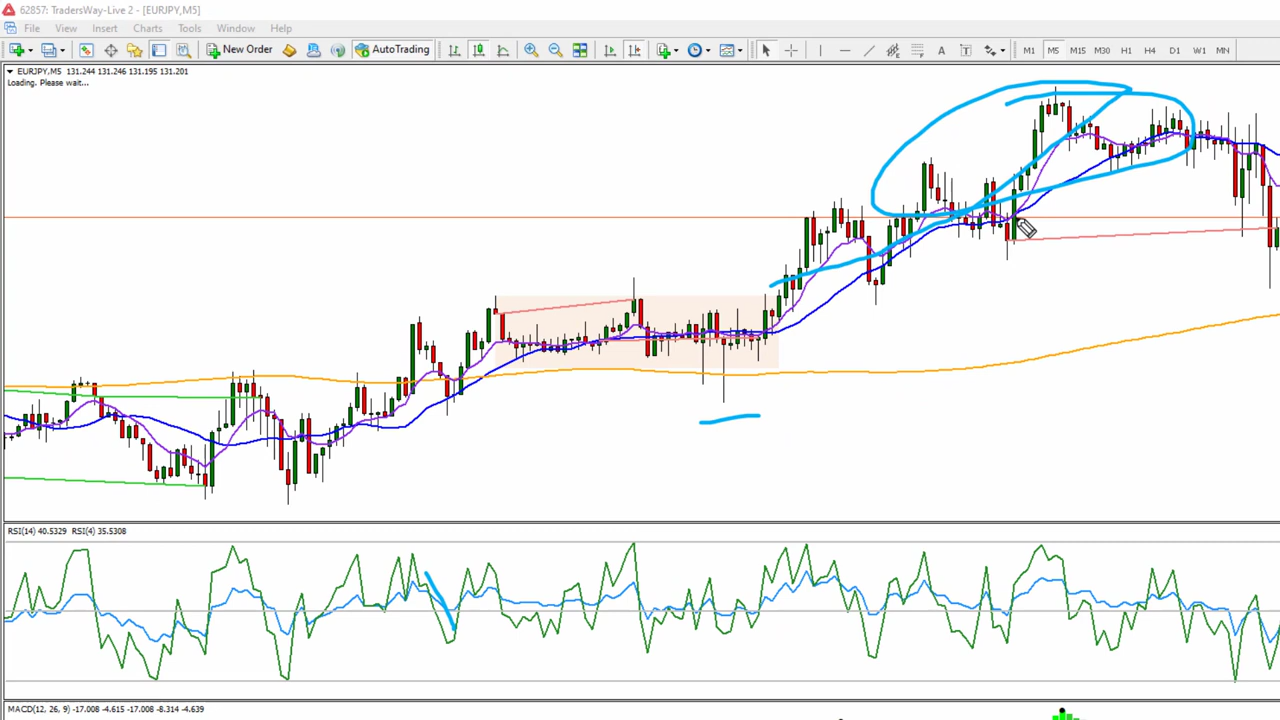 62857: TradersWay-Live 2 - [EURJPY,M5]
File View Insert Charts Tools Window Help
New Order AutoTrading A T M1 M5 M15 M30 H1 H4 D1 W1 MN
EURJPY,M5 131.244 131.246 131.195 131.201
Loading. Please wait...
RSI(14) 40.5329 RSI(4) 35.5308
MACD(12, 26, 9) -17.008 -4.615 -17.008 -8.314 -4.639